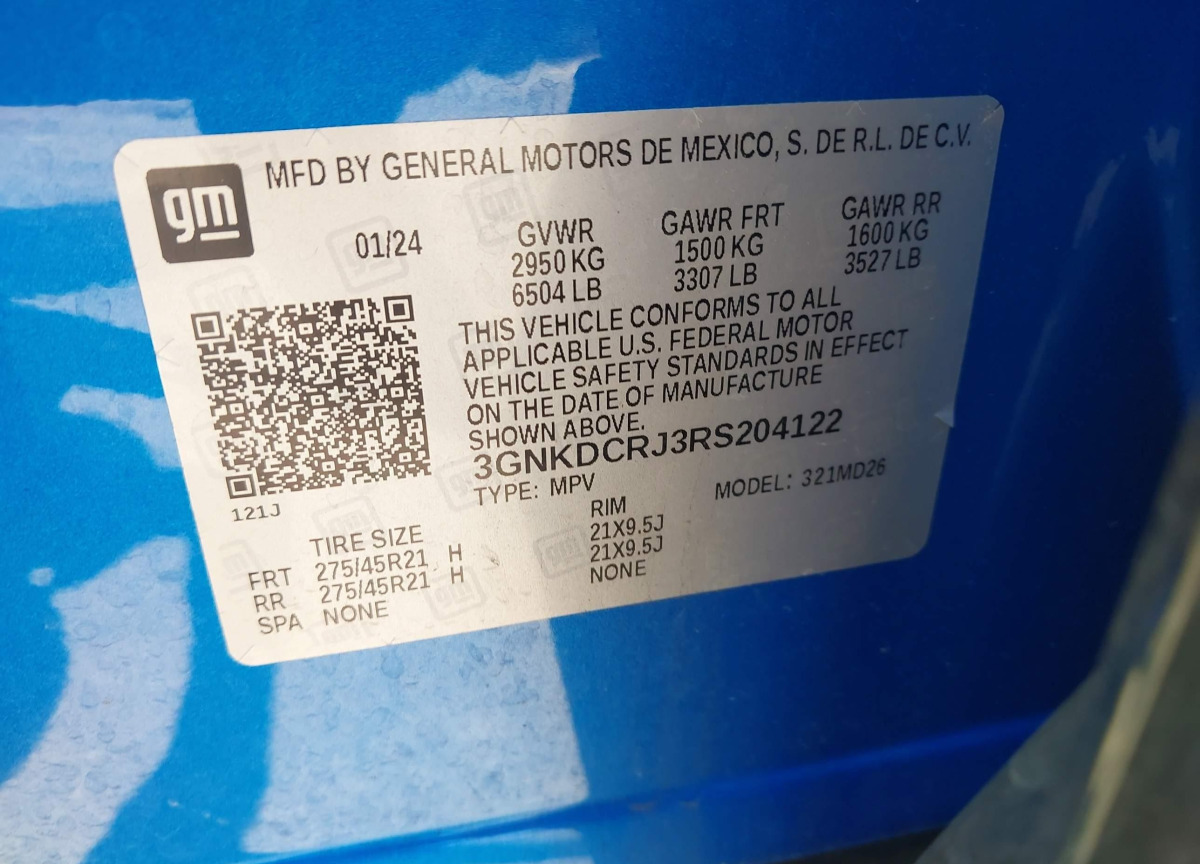 gm
MFD BY GENERAL MOTORS DE MEXICO, S. DE R.L. DE C.V.
01/24
GVWR GAWR FRT GAWR RR
2950 KG 1500 KG 1600 KG
6504 LB 3307 LB 3527 LB
THIS VEHICLE CONFORMS TO ALL
APPLICABLE U.S. FEDERAL MOTOR
VEHICLE SAFETY STANDARDS IN EFFECT
ON THE DATE OF MANUFACTURE
SHOWN ABOVE.
3GNKDCRJ3RS204122
TYPE: MPV MODEL: 321MD26
121J
TIRE SIZE RIM
FRT 275/45R21 H 21X9.5J
RR 275/45R21 H 21X9.5J
SPA NONE NONE